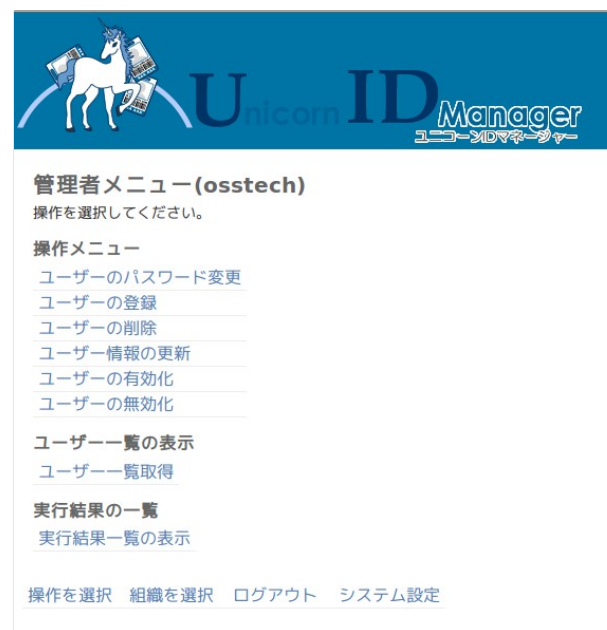 Unicorn ID Manager
ユニコーンIDマネージャー
管理者メニュー(osstech)
操作を選択してください。
操作メニュー
ユーザーのパスワード変更
ユーザーの登録
ユーザーの削除
ユーザー情報の更新
ユーザーの有効化
ユーザーの無効化
ユーザー一覧の表示
ユーザー一覧取得
実行結果の一覧
実行結果一覧の表示
操作を選択 組織を選択 ログアウト システム設定